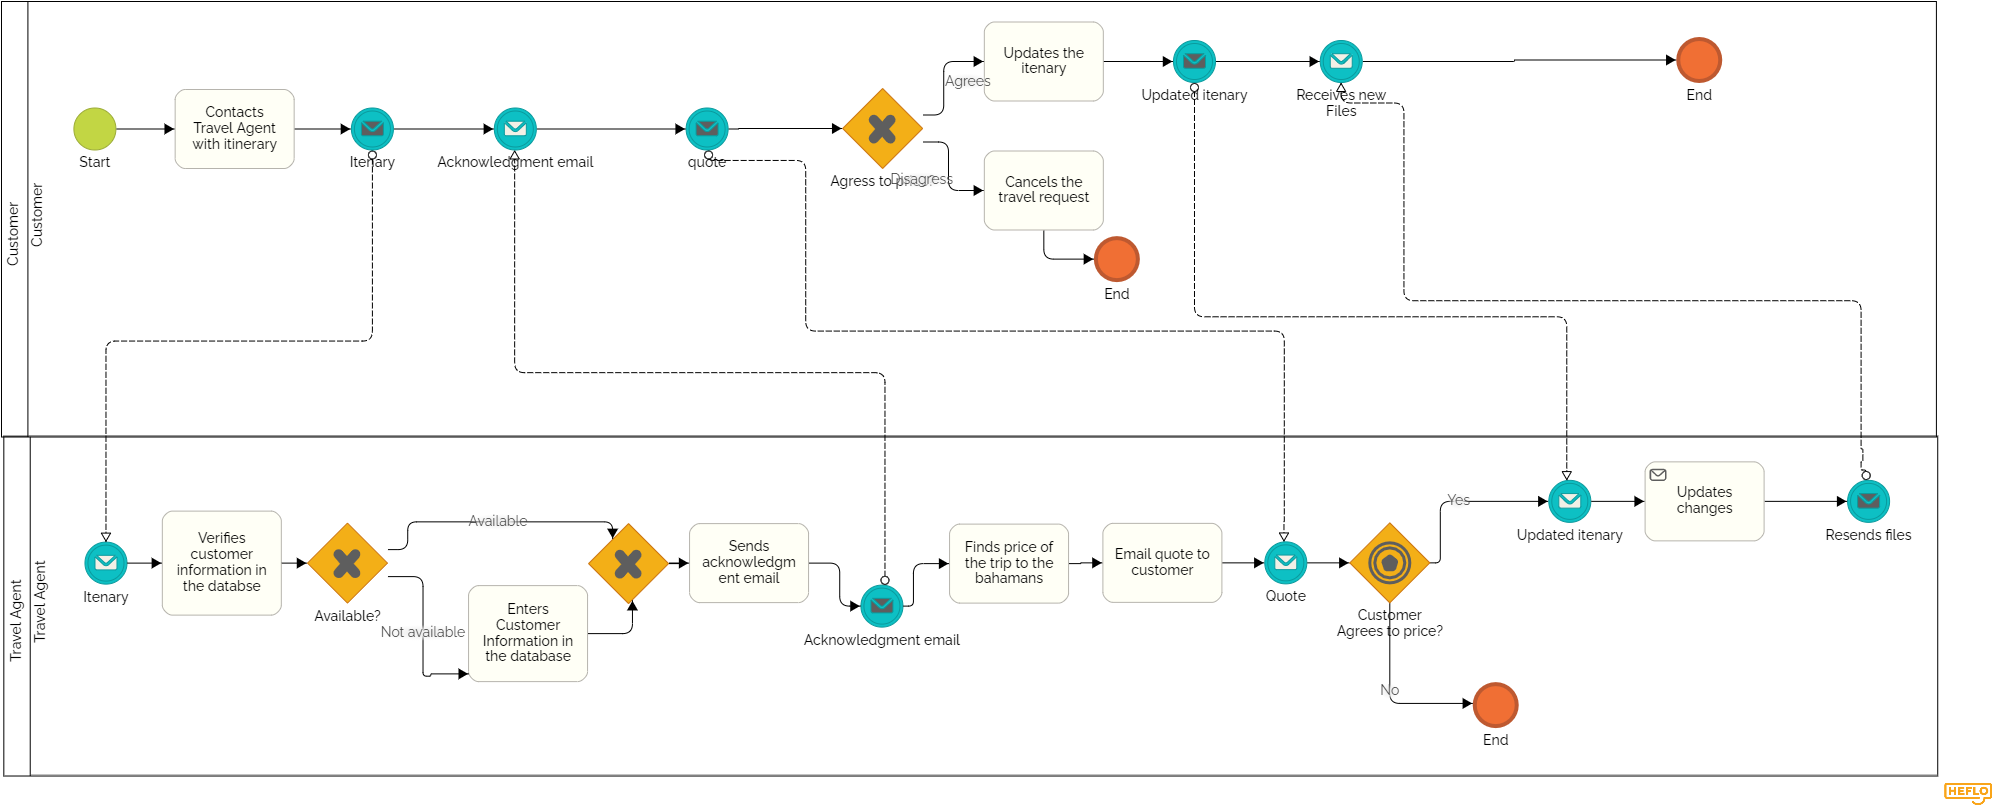 Customer
Customer
Start
Contacts
Travel Agent
with itinerary
Itenary
Acknowledgment email
quote
Agress to price?
Agrees
Disagress
Updates the
itenary
Cancels the
travel request
End
Updated itenary
Receives new
Files
End
Travel Agent
Travel Agent
Itenary
Verifies
customer
information in
the databse
Available?
Available
Not available
Enters
Customer
Information in
the database
Sends
acknowledgm
ent email
Acknowledgment email
Finds price of
the trip to the
bahamans
Email quote to
customer
Quote
Customer
Agrees to price?
Yes
No
End
Updated itenary
Updates
changes
Resends files
HEFLO